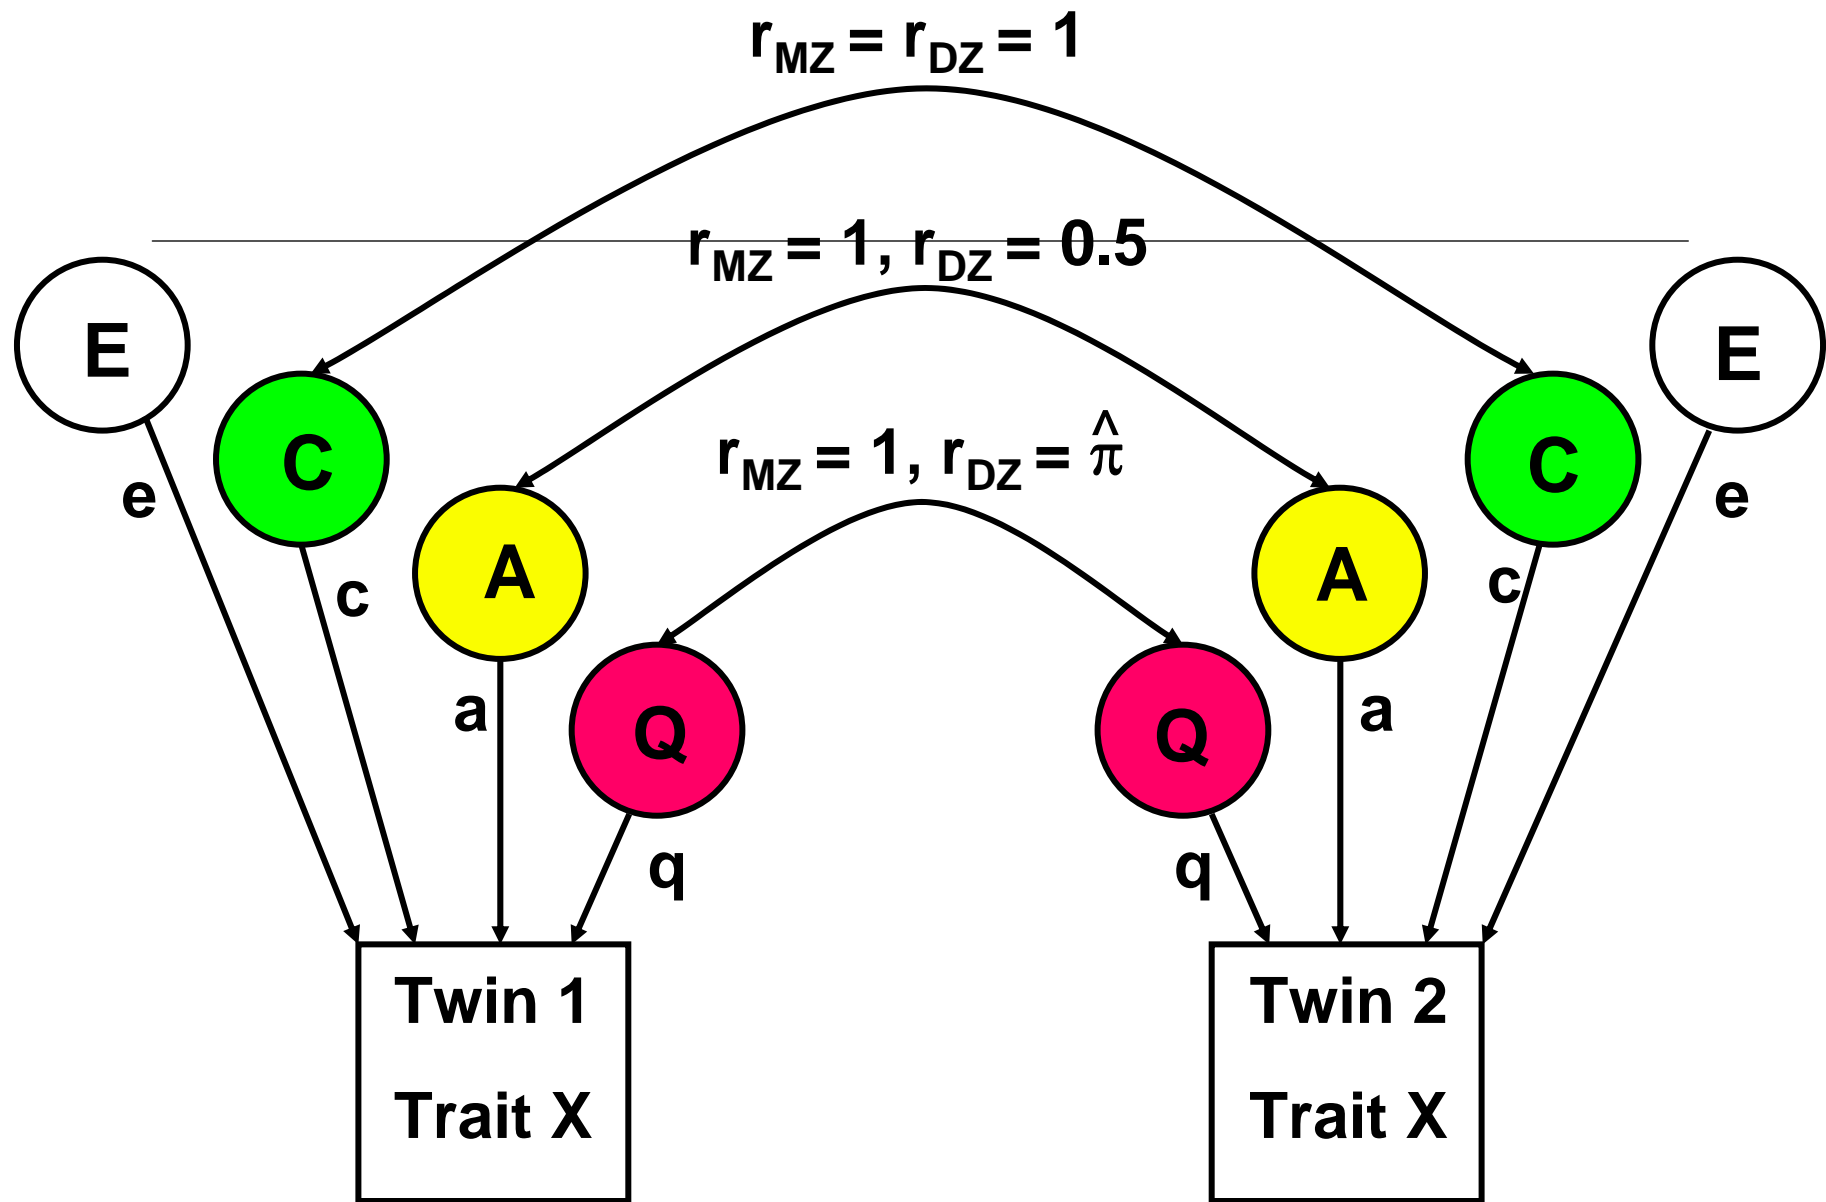 r_MZ = r_DZ = 1
r_MZ = 1, r_DZ = 0.5
E E
r_MZ = 1, r_DZ = π̂
C C
e e
A A
c c
a a
Q Q
q q
Twin 1 Twin 2
Trait X Trait X